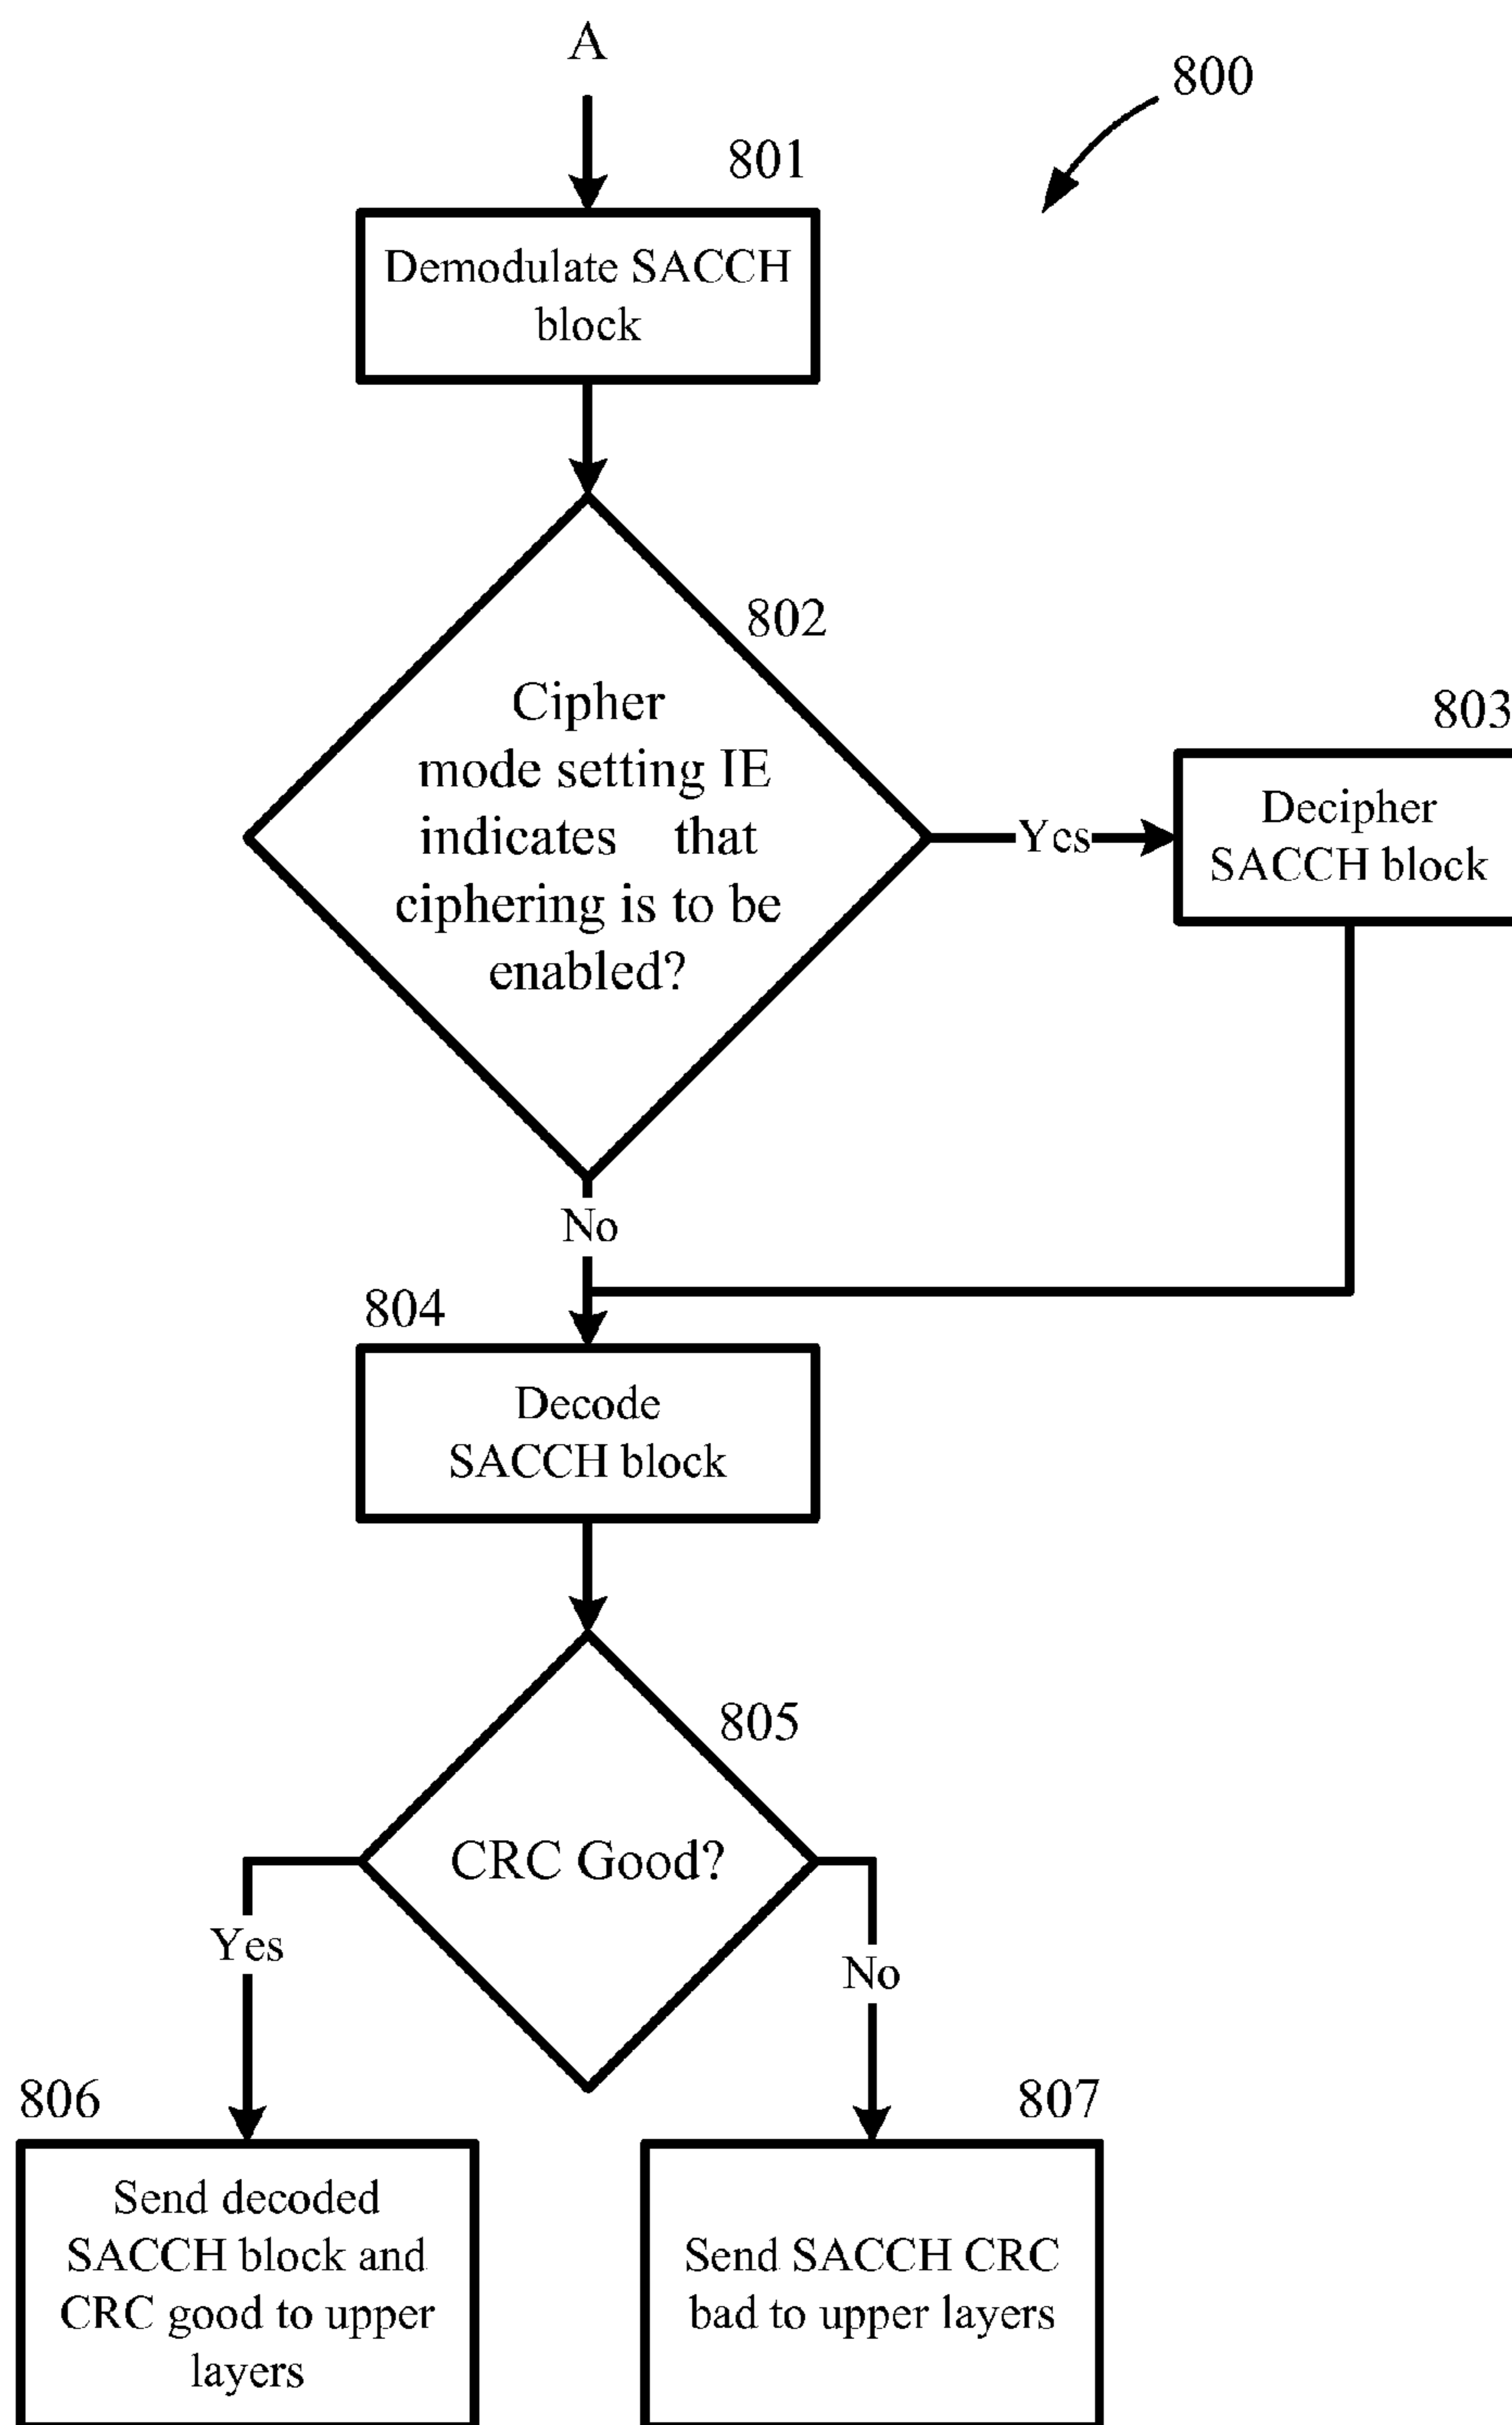 A
800
801
Demodulate SACCH
block
802
Cipher
mode setting IE
indicates that
ciphering is to be
enabled?
Yes
803
Decipher
SACCH block
No
804
Decode
SACCH block
805
CRC Good?
Yes
No
806
Send decoded
SACCH block and
CRC good to upper
layers
807
Send SACCH CRC
bad to upper layers